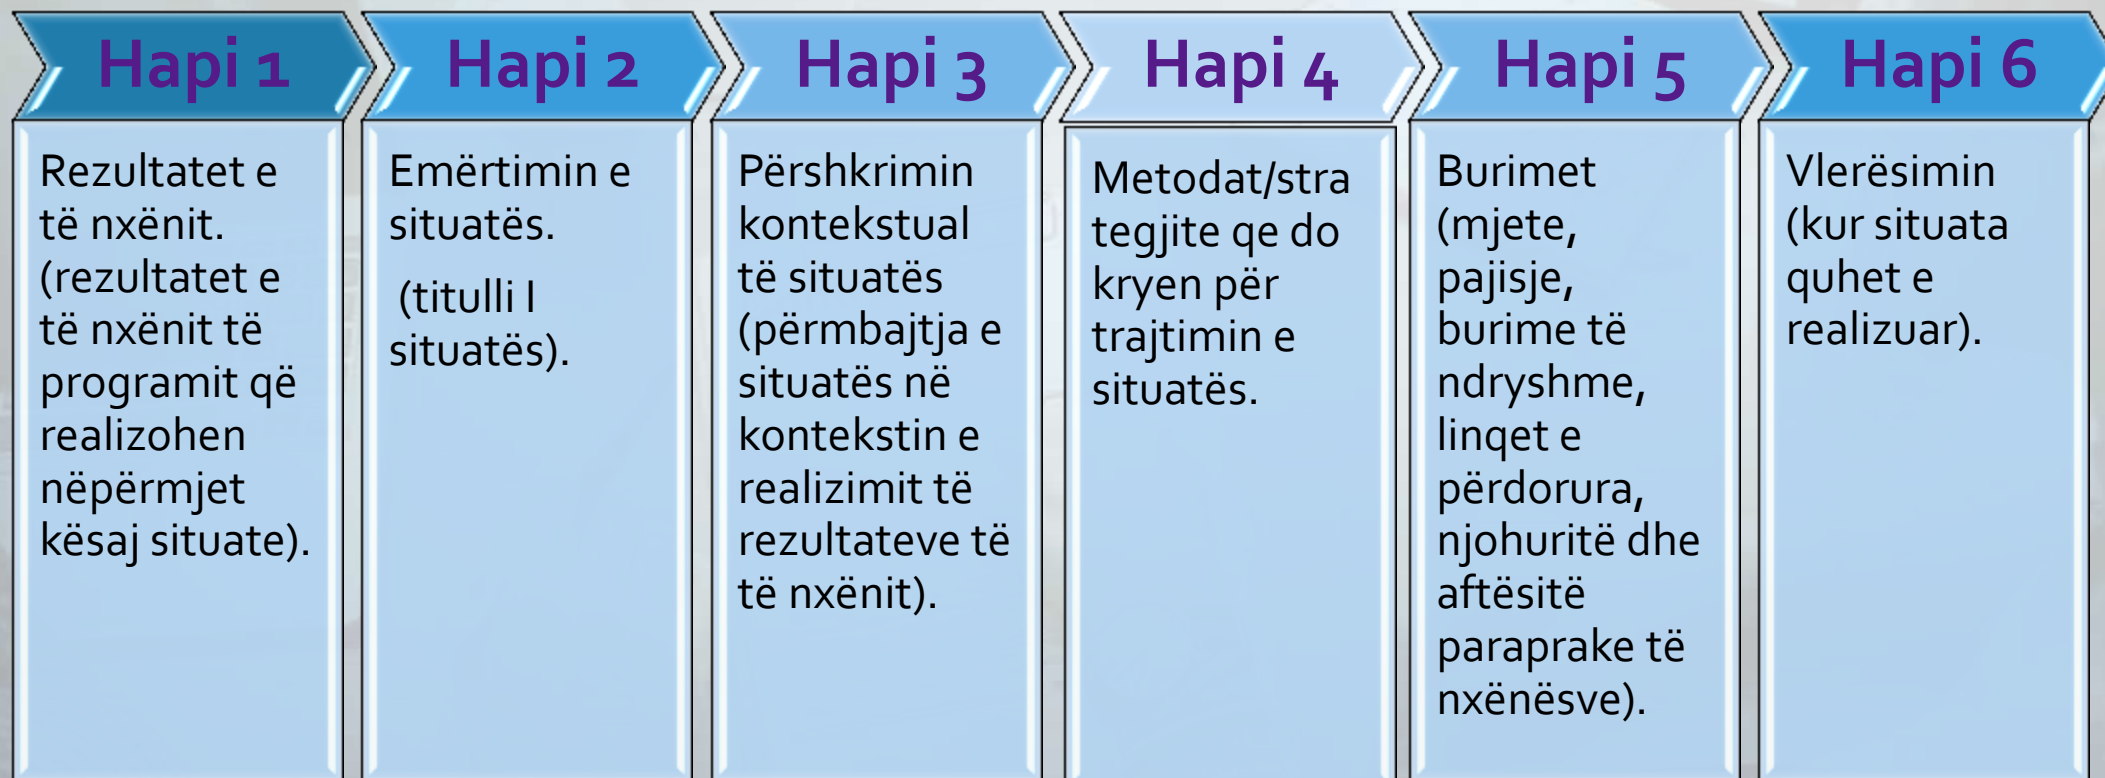 Hapi 1
Rezultatet e
të nxënit.
(rezultatet e
të nxënit të
programit që
realizohen
nëpërmjet
kësaj situate).
Hapi 2
Emërtimin e
situatës.
(titulli I
situatës).
Hapi 3
Përshkrimin
kontekstual
të situatës
(përmbajtja e
situatës në
kontekstin e
realizimit të
rezultateve të
të nxënit).
Hapi 4
Metodat/stra
tegjite qe do
kryen për
trajtimin e
situatës.
Hapi 5
Burimet
(mjete,
pajisje,
burime të
ndryshme,
linqet e
përdorura,
njohuritë dhe
aftësitë
paraprake të
nxënësve).
Hapi 6
Vlerësimin
(kur situata
quhet e
realizuar).